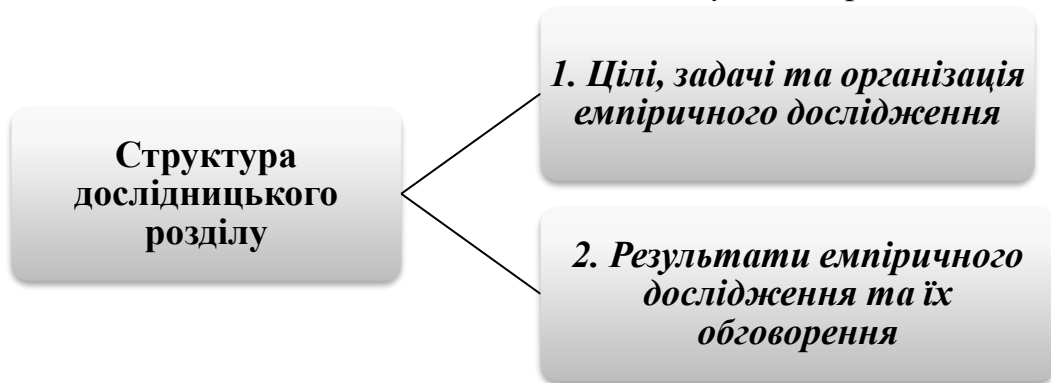 1. Цілі, задачі та організація
емпіричного дослідження
Структура
дослідницького
розділу
2. Результати емпіричного
дослідження та їх
обговорення